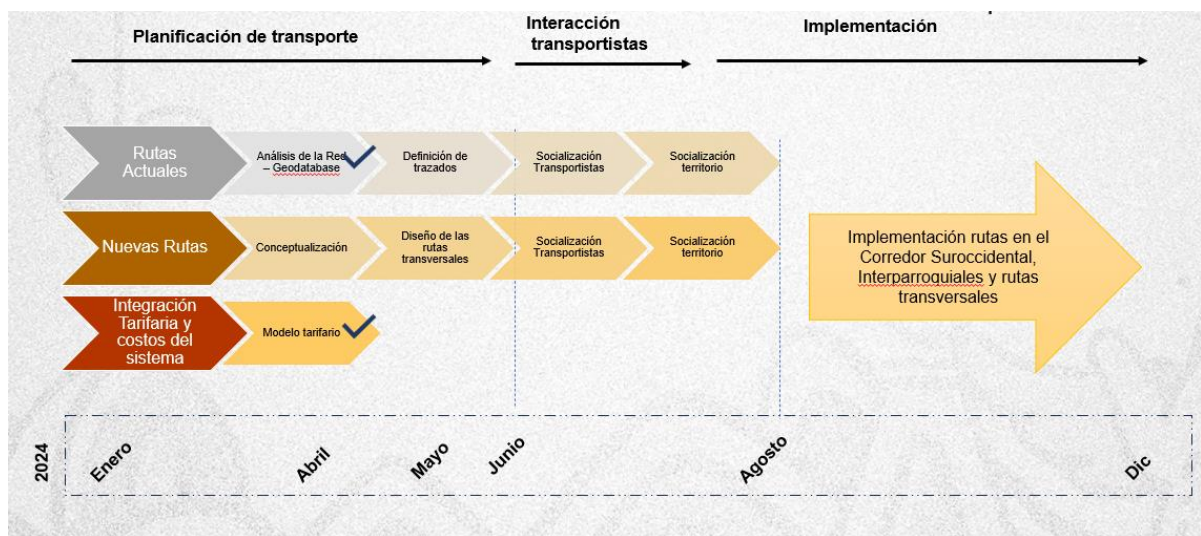 Planificación de transporte
Interacción
transportistas
Implementación
Rutas
Actuales
Análisis de la Red
– Geodatabase
Definición de
trazados
Socialización
Transportistas
Socialización
territorio
Nuevas Rutas
Conceptualización
Diseño de las
rutas
transversales
Socialización
Transportistas
Socialización
territorio
Integración
Tarifaria y
costos del
sistema
Modelo tarifario
Implementación rutas en el
Corredor Suroccidental,
Interparroquiales y rutas
transversales
2024
Enero
Abril
Mayo
Junio
Agosto
Dic